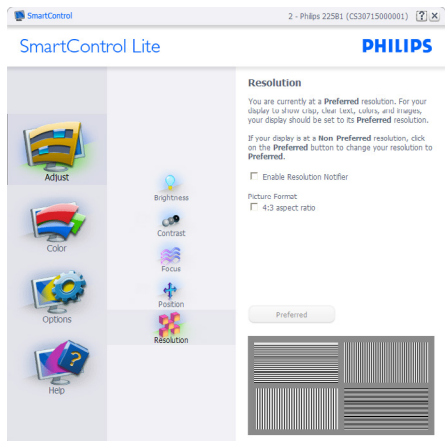 SmartControl
2 - Philips 225B1 (CS30715000001)
SmartControl Lite
PHILIPS
Adjust
Color
Options
Help
Brightness
Contrast
Focus
Position
Resolution
Resolution
You are currently at a Preferred resolution. For your
display to show crisp, clear text, colors, and images,
your display should be set to its Preferred resolution.
If your display is at a Non Preferred resolution, click
on the Preferred button to change your resolution to
Preferred.
Enable Resolution Notifier
Picture Format
4:3 aspect ratio
Preferred